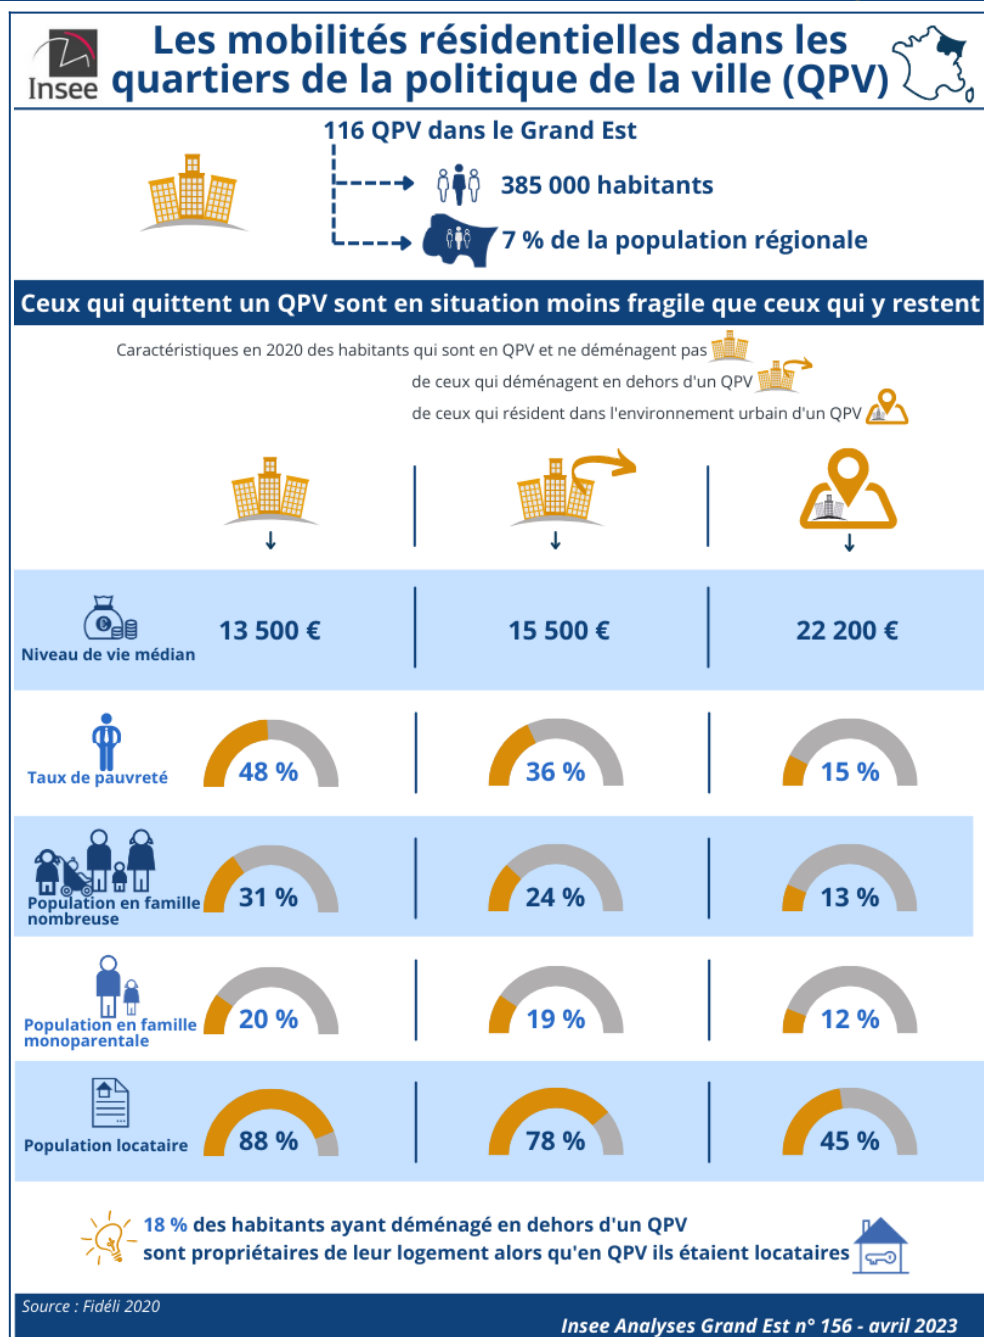 Insee
Les mobilités résidentielles dans les
quartiers de la politique de la ville (QPV)
116 QPV dans le Grand Est
385 000 habitants
7 % de la population régionale
Ceux qui quittent un QPV sont en situation moins fragile que ceux qui y restent
Caractéristiques en 2020 des habitants qui sont en QPV et ne déménagent pas
de ceux qui déménagent en dehors d'un QPV
de ceux qui résident dans l'environnement urbain d'un QPV
Niveau de vie médian
13 500 €
15 500 €
22 200 €
Taux de pauvreté
48 %
36 %
15 %
Population en famille
nombreuse
31 %
24 %
13 %
Population en famille
monoparentale
20 %
19 %
12 %
Population locataire
88 %
78 %
45 %
18 % des habitants ayant déménagé en dehors d'un QPV
sont propriétaires de leur logement alors qu'en QPV ils étaient locataires
Source : Fidéli 2020
Insee Analyses Grand Est n° 156 - avril 2023